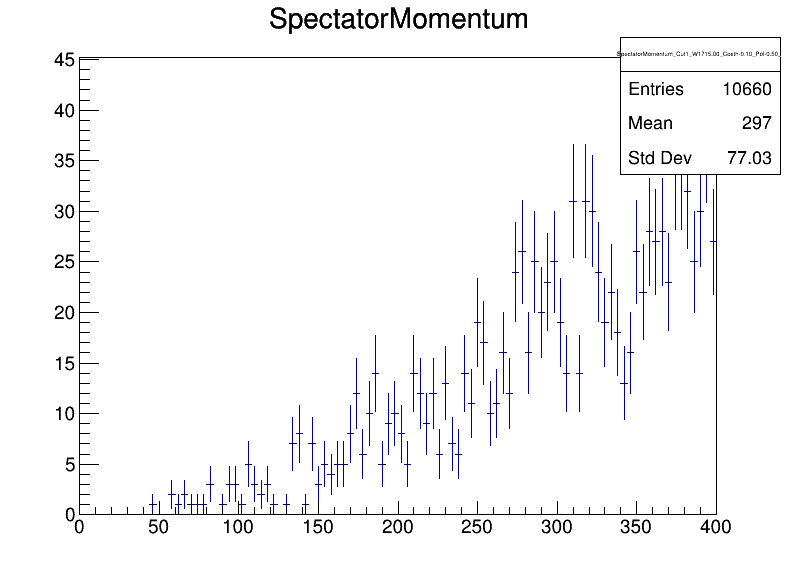 SpectatorMomentum
SpectatorMomentum_Cut1_W1715.00_Costh-0.10_Pol-0.50_
Entries 10660
Mean 297
Std Dev 77.03
45
40
35
30
25
20
15
10
5
0
0 50 100 150 200 250 300 350 400